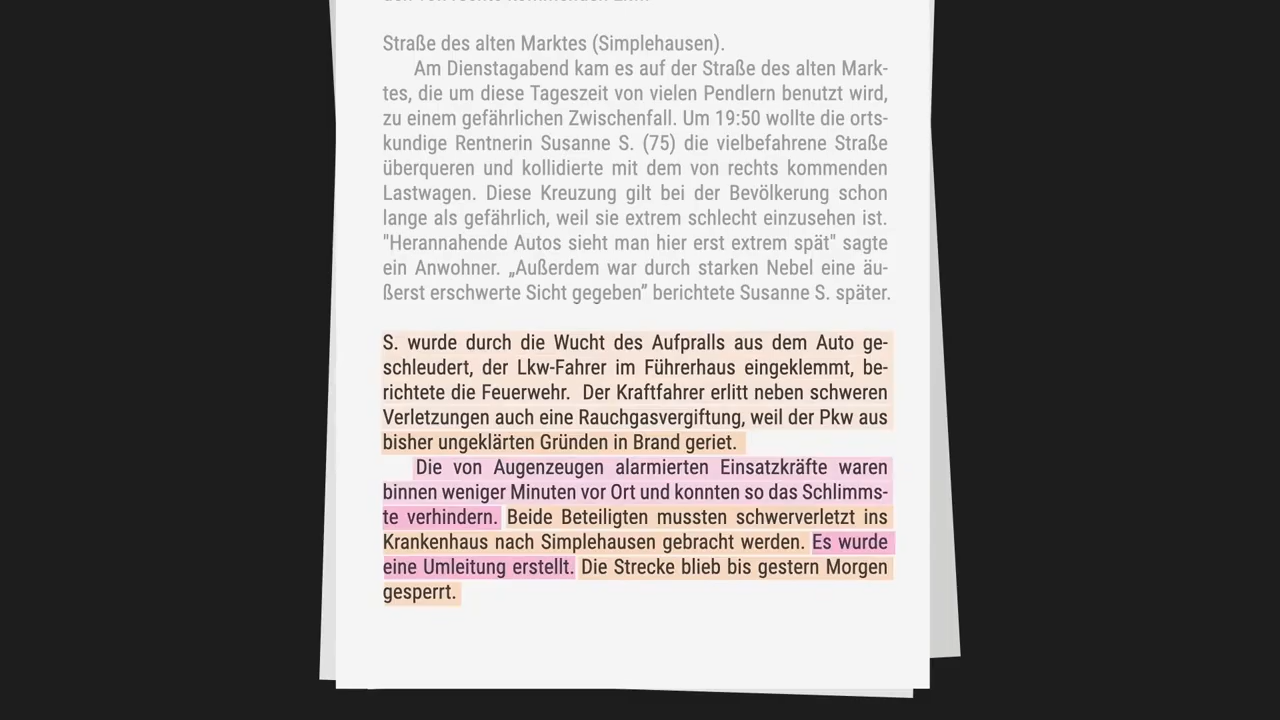 Straße des alten Marktes (Simplehausen).
Am Dienstagabend kam es auf der Straße des alten Mark-
tes, die um diese Tageszeit von vielen Pendlern benutzt wird,
zu einem gefährlichen Zwischenfall. Um 19:50 wollte die orts-
kundige Rentnerin Susanne S. (75) die vielbefahrene Straße
überqueren und kollidierte mit dem von rechts kommenden
Lastwagen. Diese Kreuzung gilt bei der Bevölkerung schon
lange als gefährlich, weil sie extrem schlecht einzusehen ist.
"Herannahende Autos sieht man hier erst extrem spät" sagte
ein Anwohner. „Außerdem war durch starken Nebel eine äu-
ßerst erschwerte Sicht gegeben” berichtete Susanne S. später.
S. wurde durch die Wucht des Aufpralls aus dem Auto ge-
schleudert, der Lkw-Fahrer im Führerhaus eingeklemmt, be-
richtete die Feuerwehr. Der Kraftfahrer erlitt neben schweren
Verletzungen auch eine Rauchgasvergiftung, weil der Pkw aus
bisher ungeklärten Gründen in Brand geriet.
Die von Augenzeugen alarmierten Einsatzkräfte waren
binnen weniger Minuten vor Ort und konnten so das Schlimms-
te verhindern. Beide Beteiligten mussten schwerverletzt ins
Krankenhaus nach Simplehausen gebracht werden. Es wurde
eine Umleitung erstellt. Die Strecke blieb bis gestern Morgen
gesperrt.